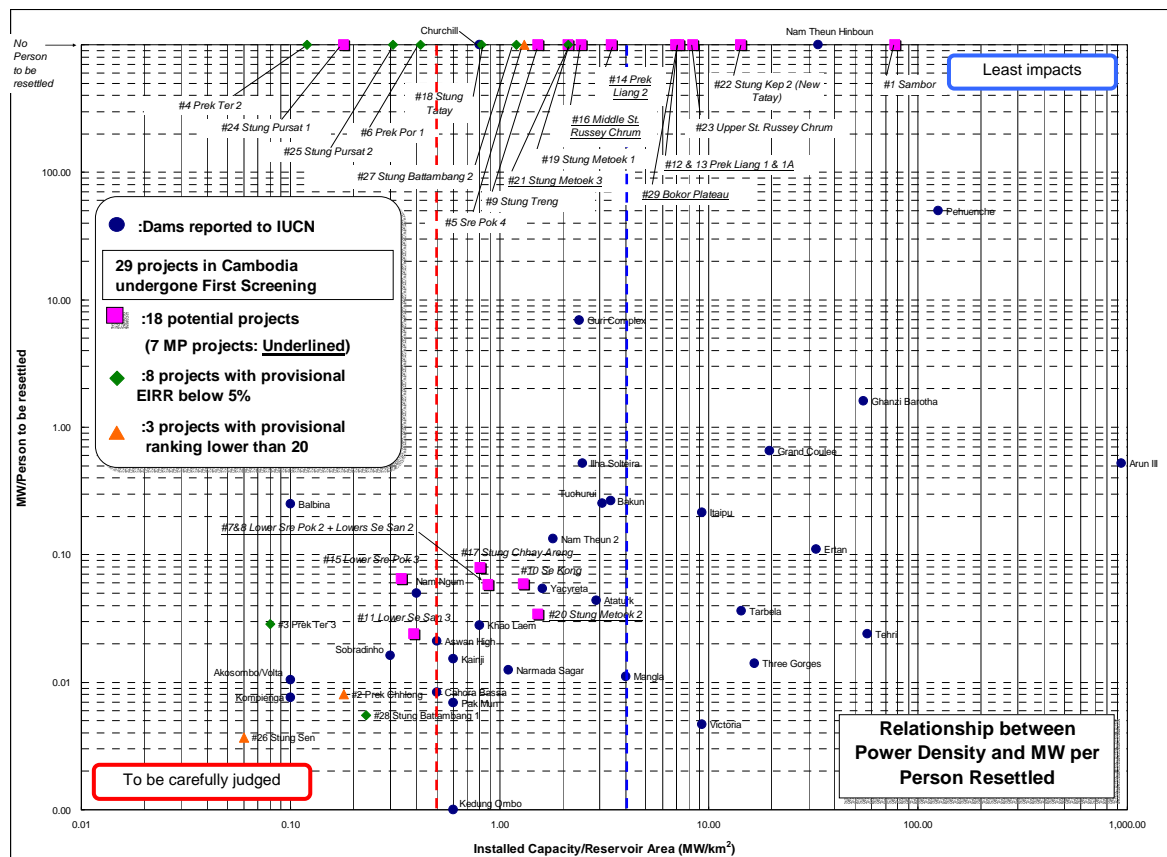 No
Person
to be
resettled
Churchill
Nam Theun Hinboun
Least impacts
#4 Prek Ter 2
#24 Stung Pursat 1
#25 Stung Pursat 2
#6 Prek Por 1
#18 Stung
Tatay
#27 Stung Battambang 2
#5 Sre Pok 4
#9 Stung Treng
#21 Stung Metoek 3
#19 Stung Metoek 1
#16 Middle St.
Russey Chrum
#14 Prek
Liang 2
#29 Bokor Plateau
#12 & 13 Prek Liang 1 & 1A
#23 Upper St. Russey Chrum
#22 Stung Kep 2 (New
Tatay)
#1 Sambor
100.00
10.00
1.00
0.10
0.01
0.00
MW/Person to be resettled
:Dams reported to IUCN
29 projects in Cambodia
undergone First Screening
:18 potential projects
(7 MP projects: Underlined)
:8 projects with provisional
EIRR below 5%
:3 projects with provisional
ranking lower than 20
Pehuenche
Guri Complex
Ghanzi Barotha
Grand Coulee
Arun III
Ilha Solteira
Tuohurui
Bakun
Itaipu
Balbina
#7&8 Lower Sre Pok 2 + Lowers Se San 2
Nam Theun 2
Ertan
#17 Stung Chhay Areng
#15 Lower Sre Pok 3
#10 Se Kong
Nam Ngum
Yacyreta
Ataturk
Tarbela
#20 Stung Metoek 2
#11 Lower Se San 3
#3 Prek Ter 3
Khao Laem
Tehri
Aswan High
Sobradinho
Kainji
Three Gorges
Narmada Sagar
Mangla
Akosombo/Volta
Kompienga
#2 Prek Chhlong
Cahora Bassa
Pak Mun
#28 Stung Battambang 1
Victoria
#26 Stung Sen
Relationship between
Power Density and MW per
Person Resettled
To be carefully judged
Kedung Ombo
0.01
0.10
1.00
10.00
100.00
1,000.00
Installed Capacity/Reservoir Area (MW/km²)